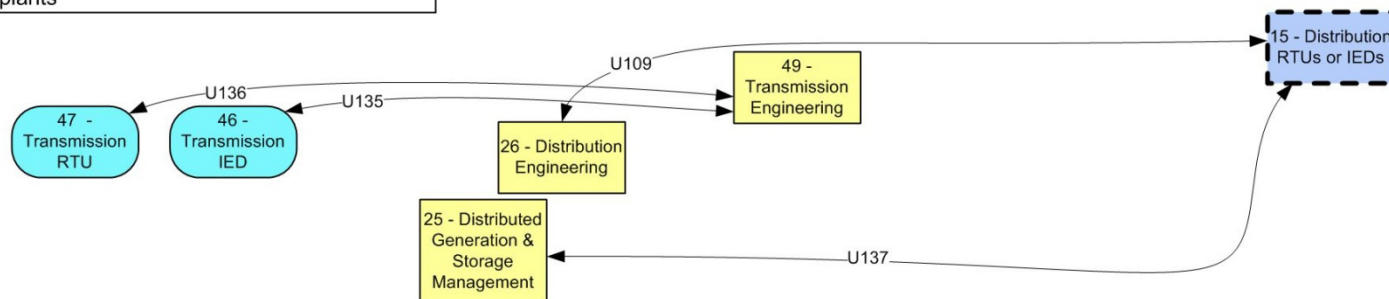 plants
15 - Distribution
RTUs or IEDs
U109
49 -
Transmission
Engineering
U136
U135
47 -
Transmission
RTU
46 -
Transmission
IED
26 - Distribution
Engineering
25 - Distributed
Generation &
Storage
Management
U137